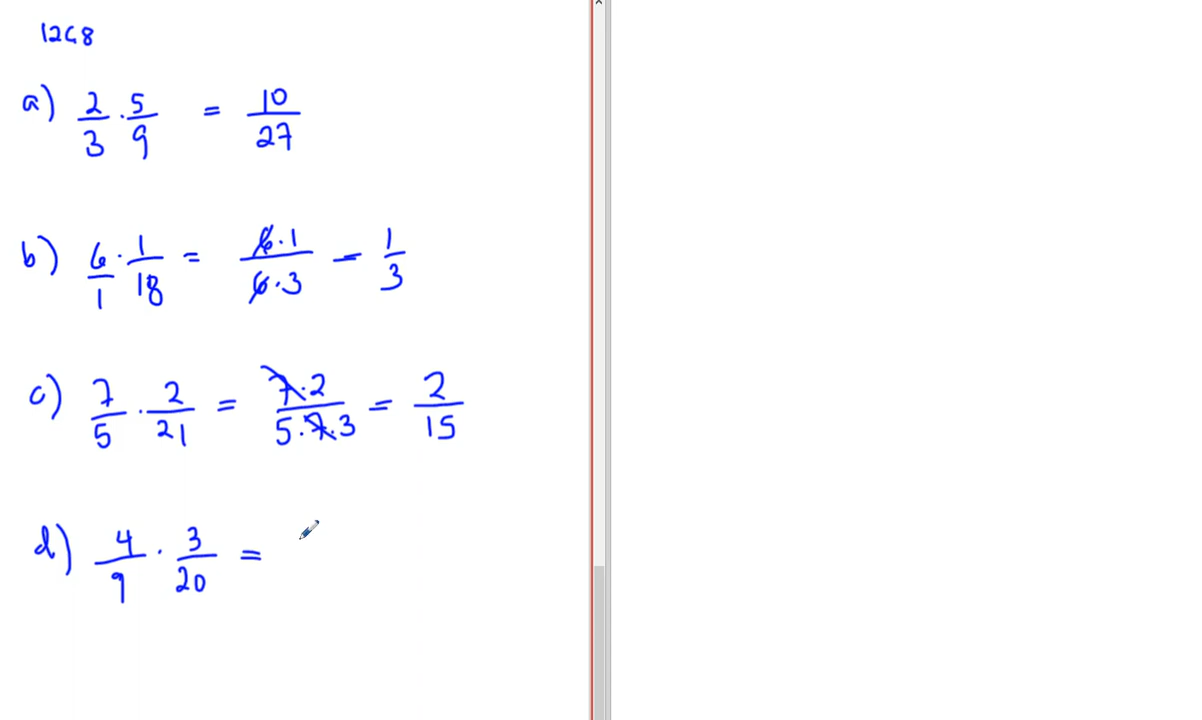 12G8
a) 2/3 · 5/9 = 10/27
b) 6/1 · 1/18 = 6·1/6·3 = 1/3
c) 7/5 · 2/21 = 7·2/5·7·3 = 2/15
d) 4/9 · 3/20 =